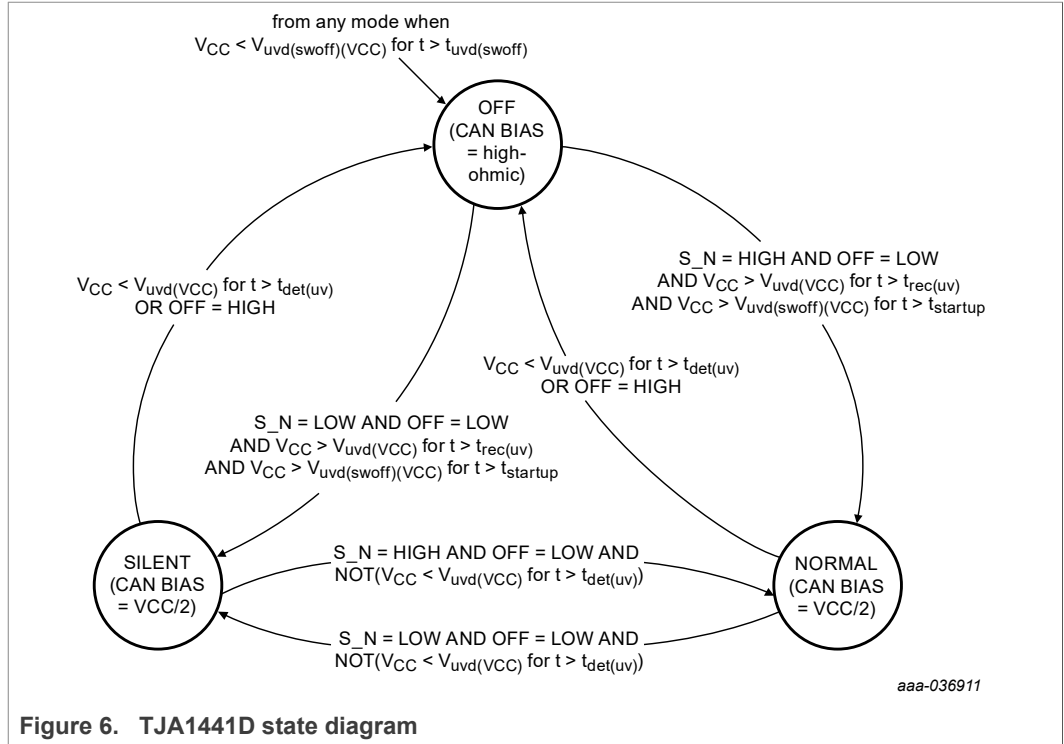 from any mode when
VCC < Vuvd(swoff)(VCC) for t > tuvd(swoff)
OFF
(CAN BIAS
= high-
ohmic)
VCC < Vuvd(VCC) for t > tdet(uv)
OR OFF = HIGH
S_N = HIGH AND OFF = LOW
AND VCC > Vuvd(VCC) for t > trec(uv)
AND VCC > Vuvd(swoff)(VCC) for t > tstartup
VCC < Vuvd(VCC) for t > tdet(uv)
OR OFF = HIGH
S_N = LOW AND OFF = LOW
AND VCC > Vuvd(VCC) for t > trec(uv)
AND VCC > Vuvd(swoff)(VCC) for t > tstartup
SILENT
(CAN BIAS
= VCC/2)
S_N = HIGH AND OFF = LOW AND
NOT(VCC < Vuvd(VCC) for t > tdet(uv))
NORMAL
(CAN BIAS
= VCC/2)
S_N = LOW AND OFF = LOW AND
NOT(VCC < Vuvd(VCC) for t > tdet(uv))
aaa-036911
Figure 6. TJA1441D state diagram